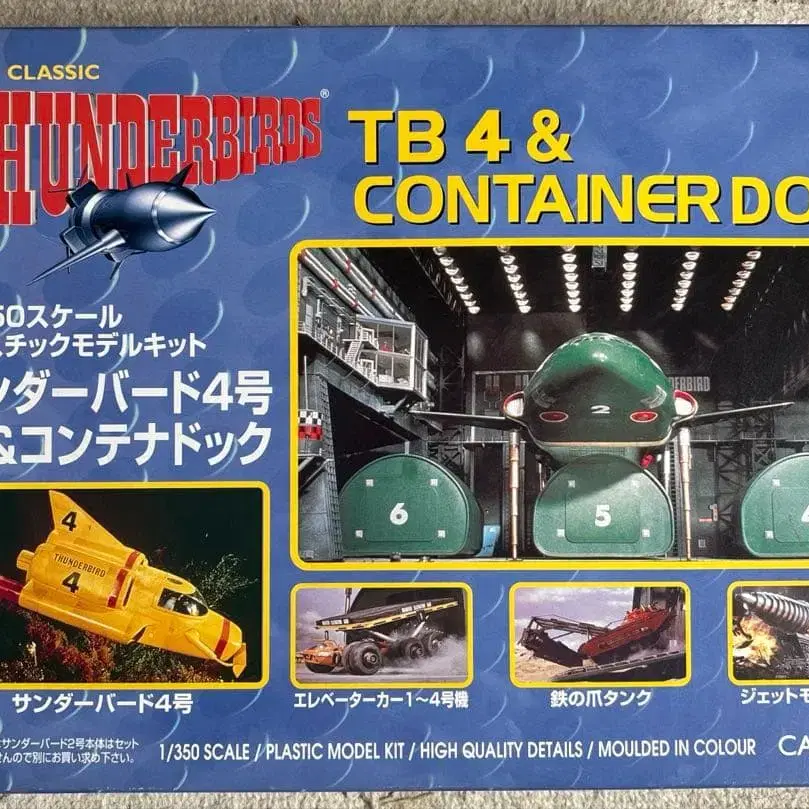 CLASSIC
HUNDERBIRDS®
TB 4 &
CONTAINER DO
50スケール
スチックモデルキット
ンダーバード4号
&コンテナドック
2
6
5
4
THUNDERBIRD
4
サンダーバード4号
エレベーターカー1〜4号機
鉄の爪タンク
ジェットモ
サンダーバード2号本体はセット
せんので別にお買い求め下さい。
1/350 SCALE / PLASTIC MODEL KIT / HIGH QUALITY DETAILS / MOULDED IN COLOUR
CA